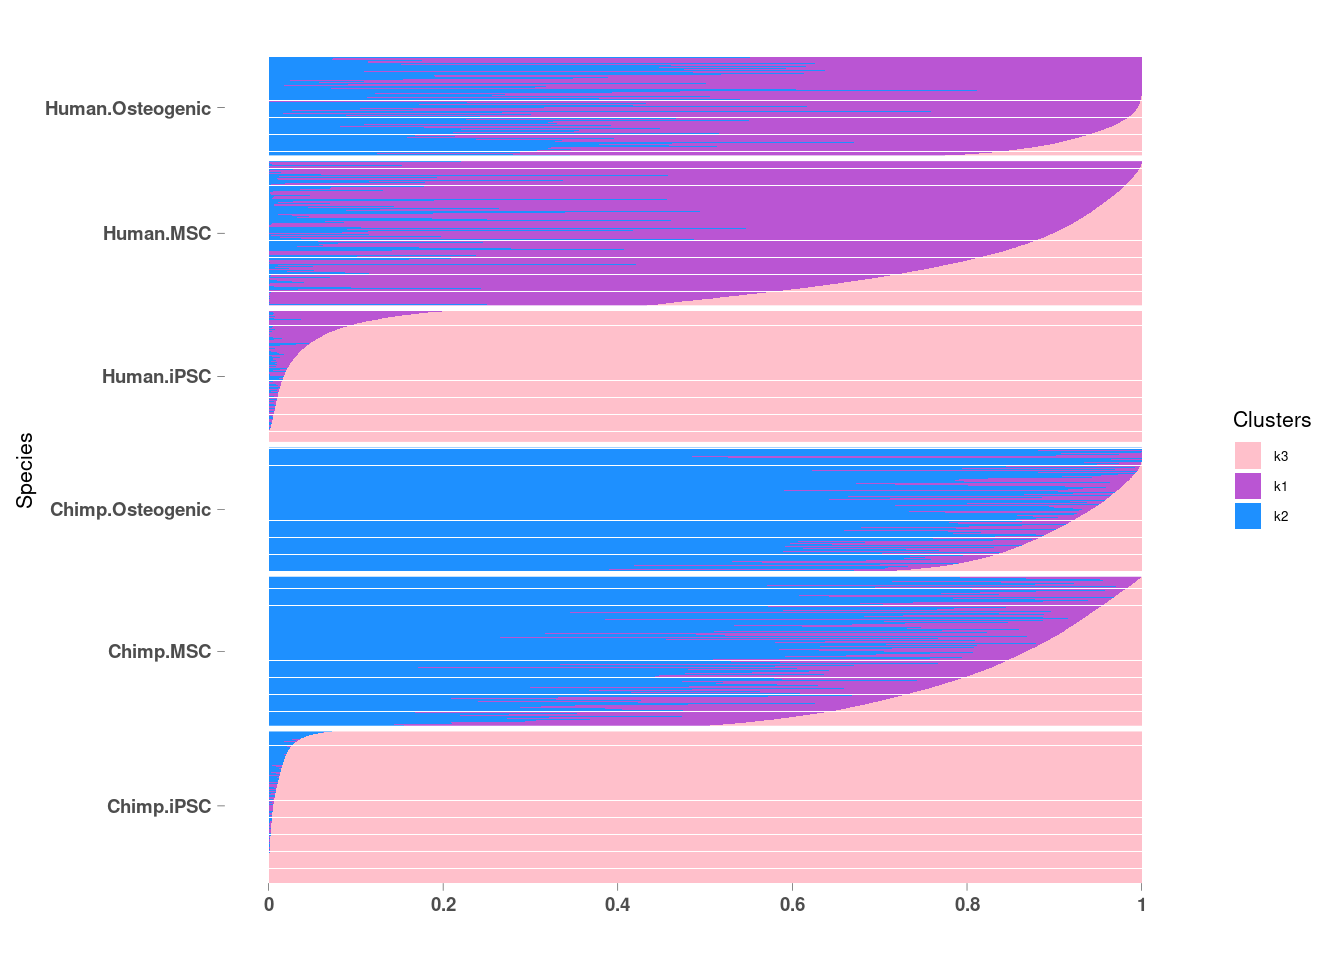 Human.Osteogenic
Human.MSC
Human.iPSC
Chimp.Osteogenic
Chimp.MSC
Chimp.iPSC
Species
0 0.2 0.4 0.6 0.8 1
Clusters
k3
k1
k2